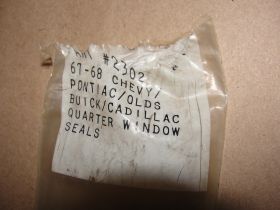 #2302
67-68 CHEVY/
PONTIAC/OLDS
BUICK/CADILLAC
QUARTER WINDOW
SEALS